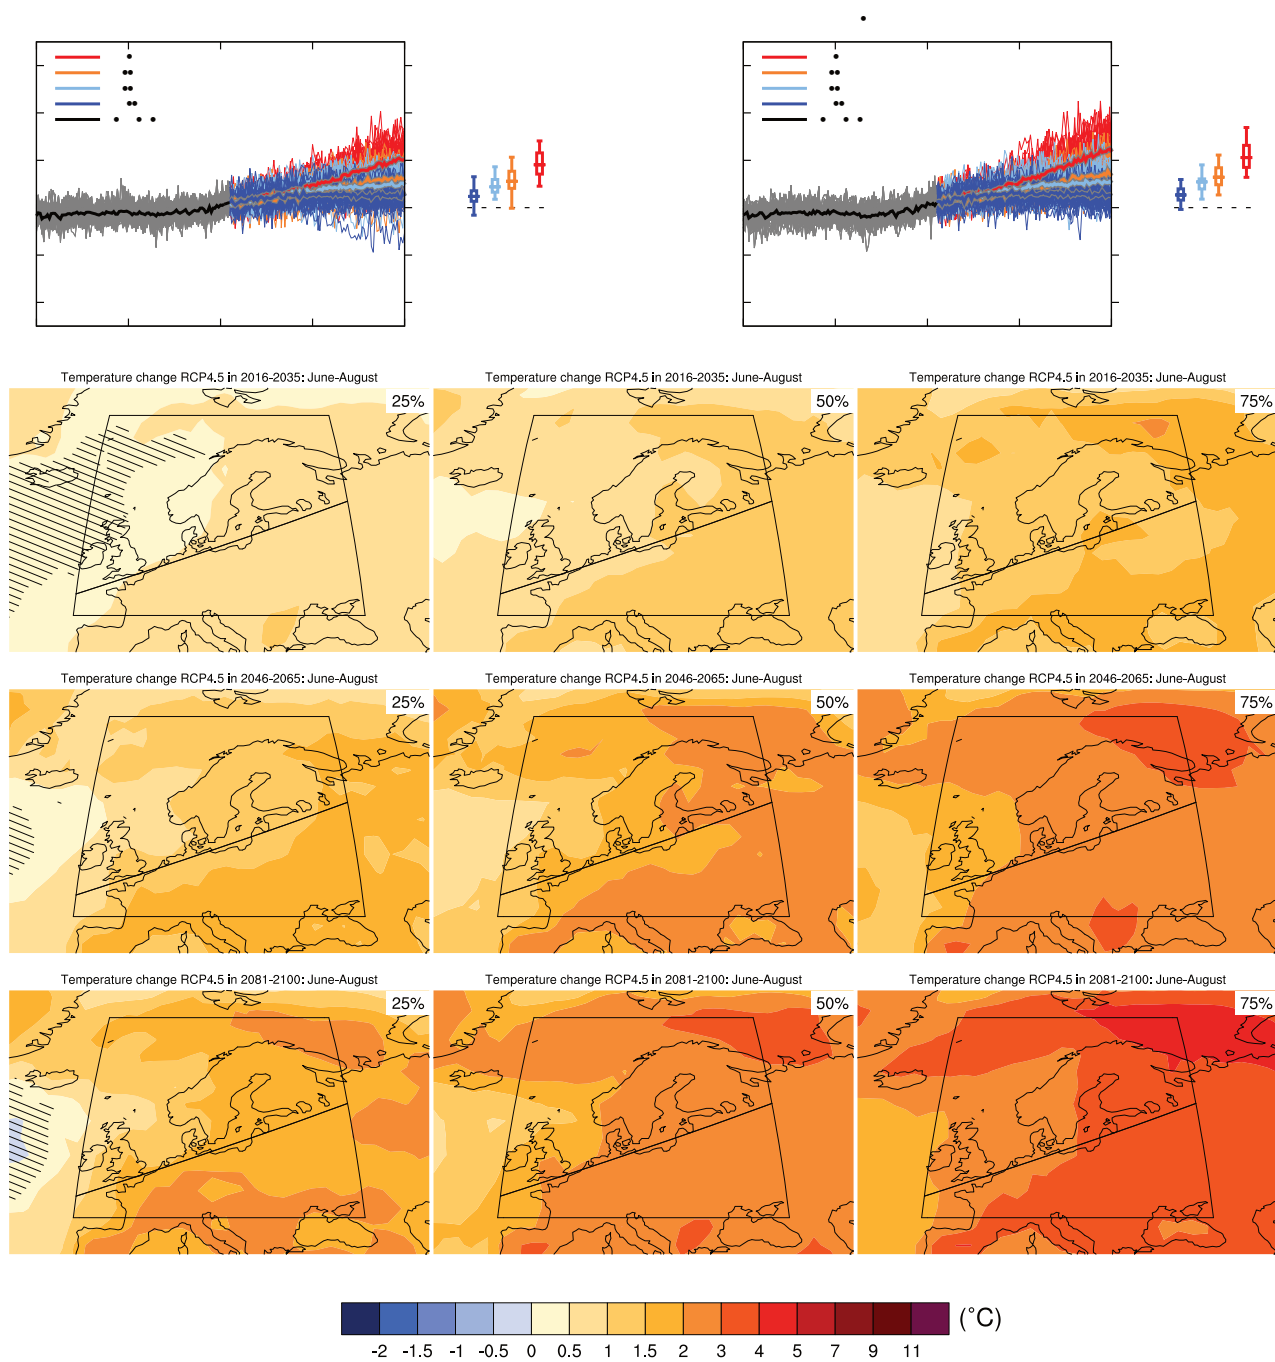 Temperature change RCP4.5 in 2016-2035: June-August
Temperature change RCP4.5 in 2016-2035: June-August
Temperature change RCP4.5 in 2016-2035: June-August
25%
50%
75%
Temperature change RCP4.5 in 2046-2065: June-August
Temperature change RCP4.5 in 2046-2065: June-August
Temperature change RCP4.5 in 2046-2065: June-August
25%
50%
75%
Temperature change RCP4.5 in 2081-2100: June-August
Temperature change RCP4.5 in 2081-2100: June-August
Temperature change RCP4.5 in 2081-2100: June-August
25%
50%
75%
(°C)
-2 -1.5 -1 -0.5 0 0.5 1 1.5 2 3 4 5 7 9 11